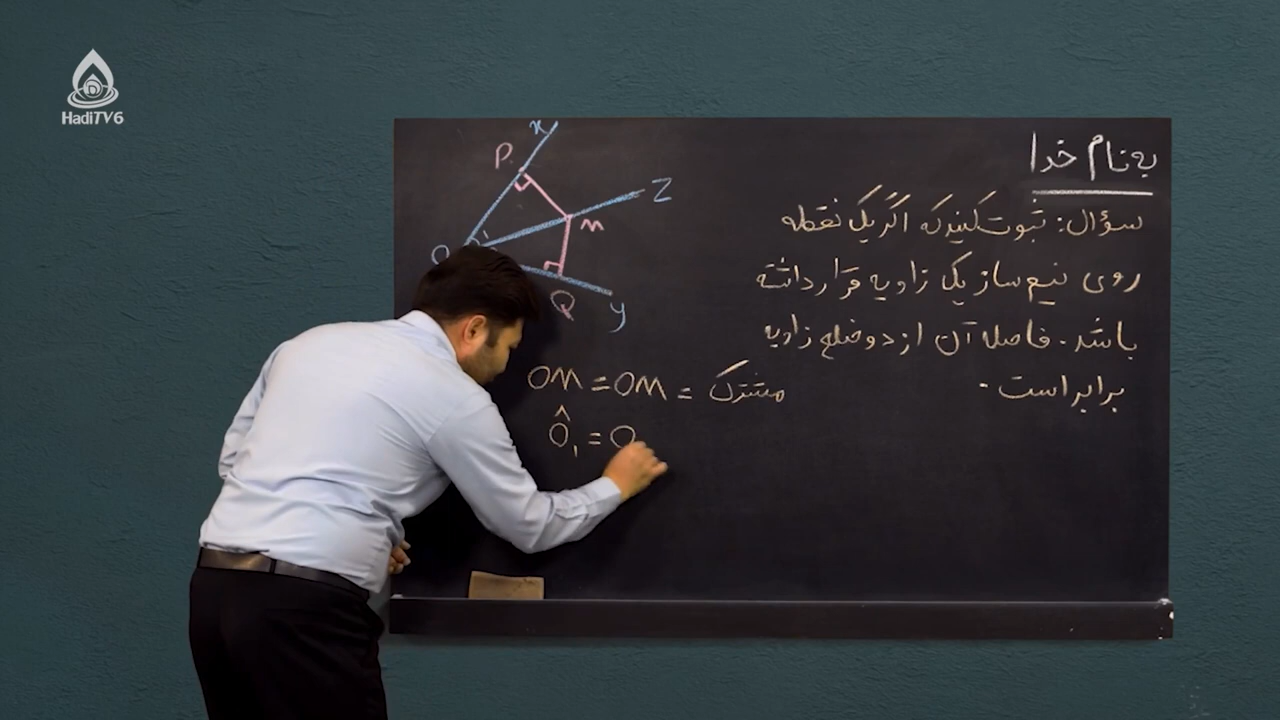 HadiTV6
به نام خدا
سؤال: ثبوت کنید که اگر یک نقطه
روی نیم ساز یک زاویه قرار داشته
باشد. فاصله آن از دو ضلع زاویه
برابر است.
x
P
Z
M
O
1
Q
y
OM = OM = مشترک
Ô₁ = O